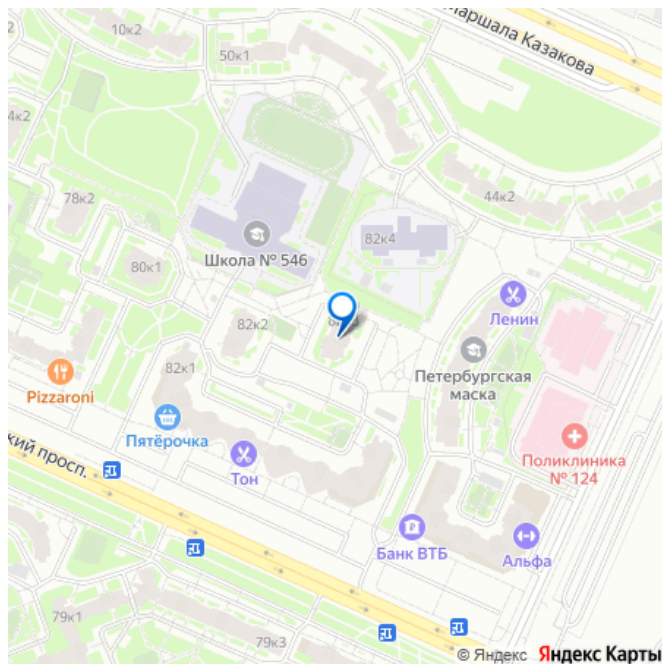 10к2
50к1
Маршала Казакова
78к2
44к2
82к4
Школа № 546
80к1
82к2
Ленин
82к1
Петербургская
маска
Pizzaroni
Пятёрочка
Тон
Поликлиника
№ 124
кий просп.
Банк ВТБ
Альфа
79к1
79к3
© Яндекс Яндекс Карты